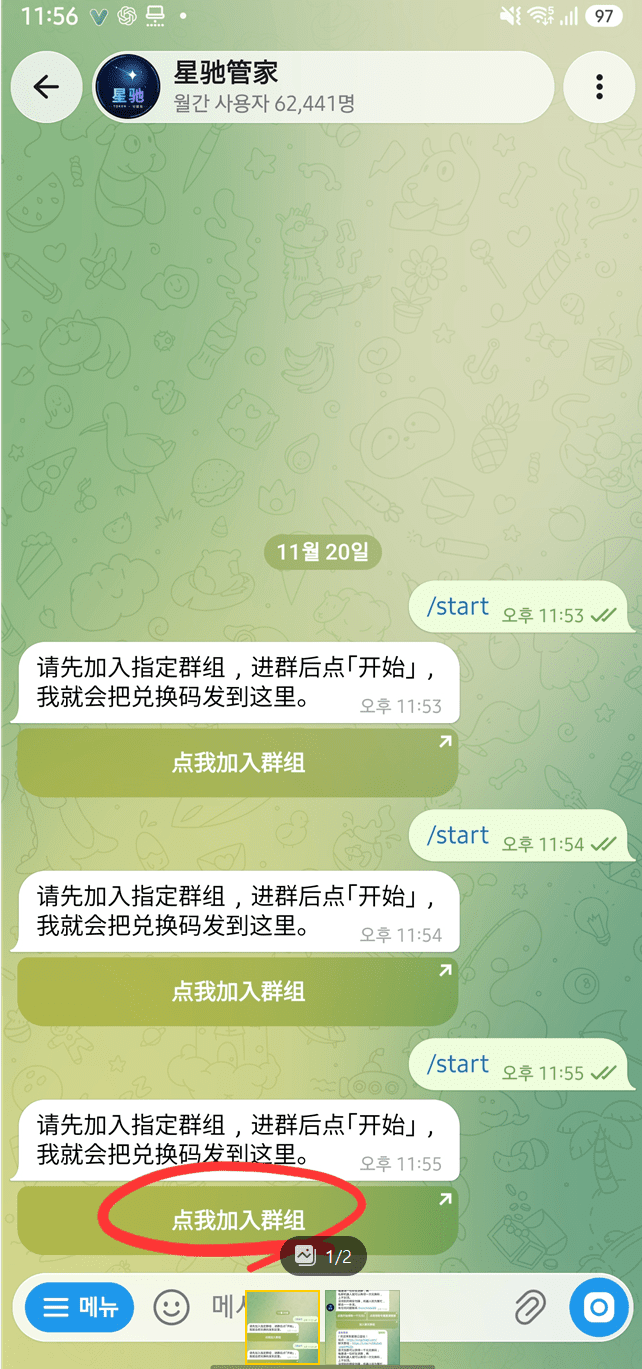 11:56
97
星驰
星驰管家
月간 사용자 62,441명
11월 20일
/start 오후 11:53
请先加入指定群组，进群后点「开始」，
我就会把兑换码发到这里。 오후 11:53
点我加入群组
/start 오후 11:54
请先加入指定群组，进群后点「开始」，
我就会把兑换码发到这里。 오후 11:54
点我加入群组
/start 오후 11:55
请先加入指定群组，进群后点「开始」，
我就会把兑换码发到这里。 오후 11:55
点我加入群组
1/2
메뉴